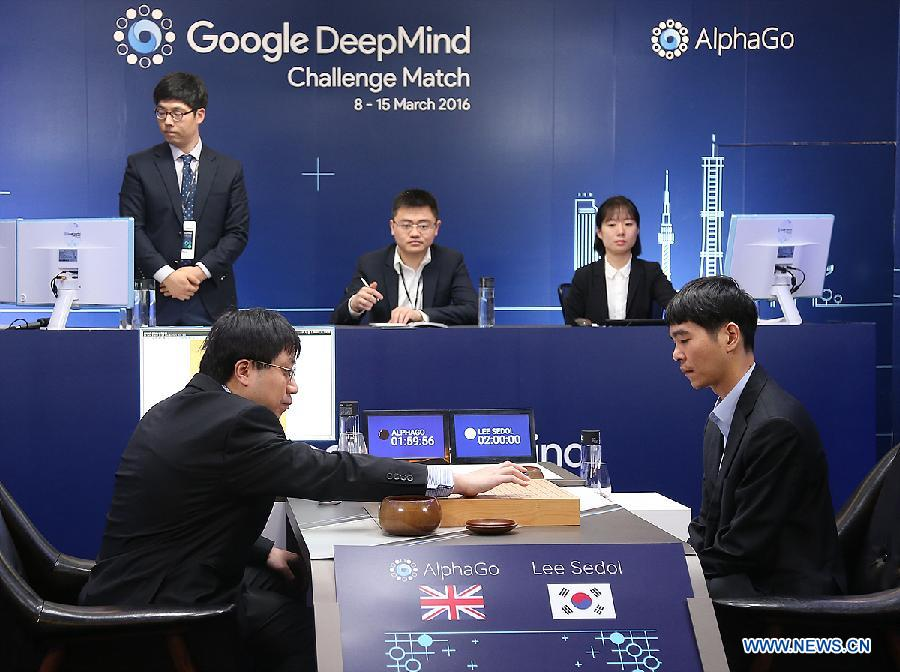 Google DeepMind
Challenge Match
8 - 15 March 2016
AlphaGo
ALPHAGO
01:59:56
LEE SEDOL
02:00:00
AlphaGo
Lee Sedol
WWW.NEWS.CN